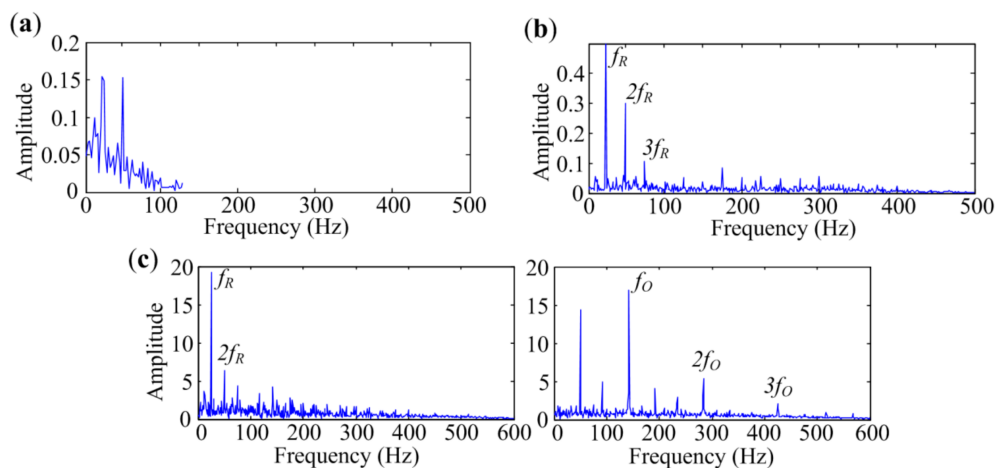 (a)
0.2
0.15
0.1
0.05
0
Amplitude
0 100 200 300 400 500
Frequency (Hz)
(b)
0.4
0.3
0.2
0.1
0
Amplitude
f_R
2f_R
3f_R
0 100 200 300 400 500
Frequency (Hz)
(c)
20
15
10
5
0
Amplitude
f_R
2f_R
0 100 200 300 400 500 600
Frequency (Hz)
20
15
10
5
0
f_O
2f_O
3f_O
0 100 200 300 400 500 600
Frequency (Hz)